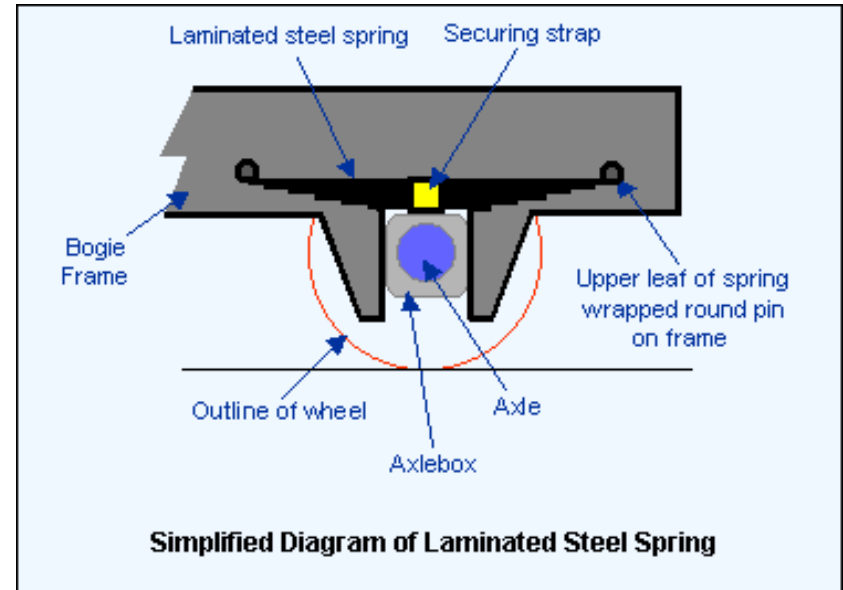 Laminated steel spring
Securing strap
Bogie
Frame
Upper leaf of spring
wrapped round pin
on frame
Outline of wheel
Axle
Axlebox
Simplified Diagram of Laminated Steel Spring